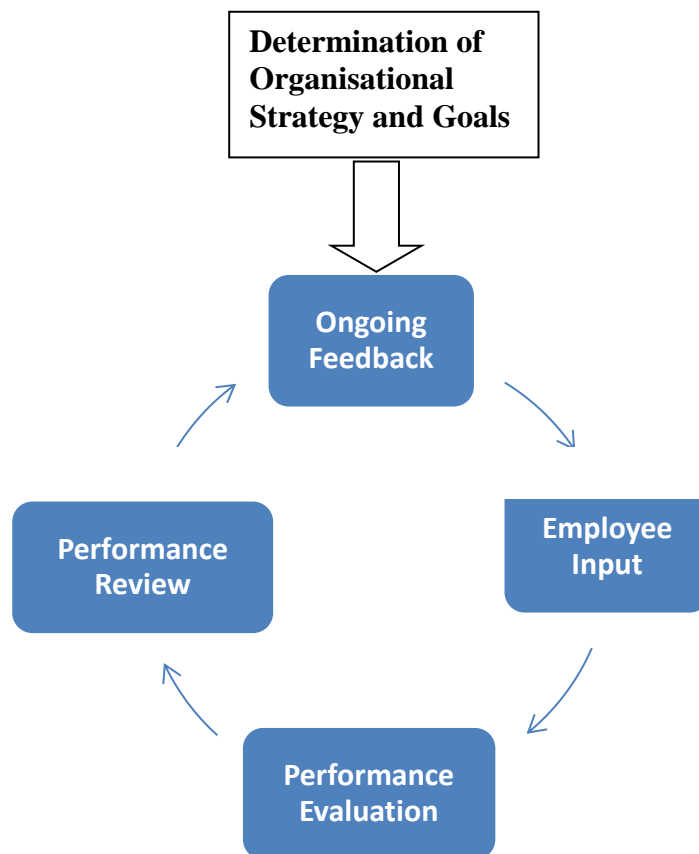 Determination of
Organisational
Strategy and Goals
Ongoing
Feedback
Employee
Input
Performance
Evaluation
Performance
Review